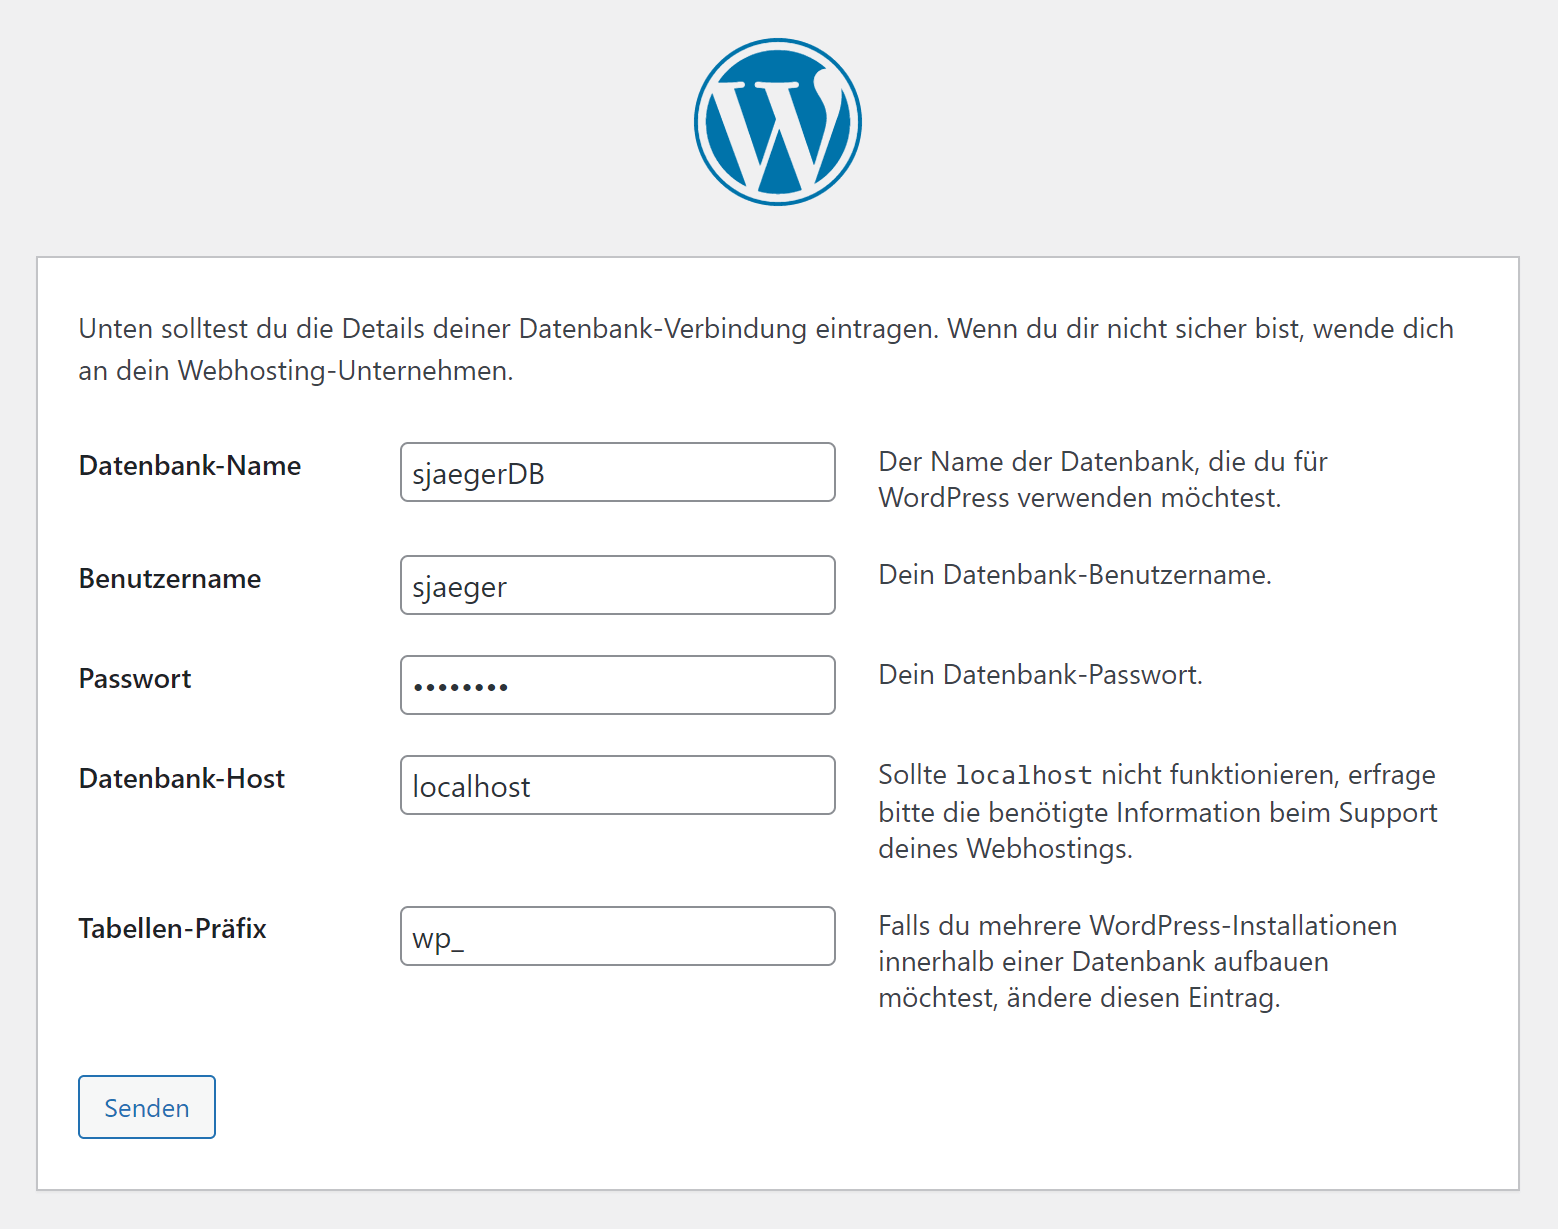 Unten solltest du die Details deiner Datenbank-Verbindung eintragen. Wenn du dir nicht sicher bist, wende dich
an dein Webhosting-Unternehmen.
Datenbank-Name
sjaegerDB
Der Name der Datenbank, die du für
WordPress verwenden möchtest.
Benutzername
sjaeger
Dein Datenbank-Benutzername.
Passwort
••••••••
Dein Datenbank-Passwort.
Datenbank-Host
localhost
Sollte localhost nicht funktionieren, erfrage
bitte die benötigte Information beim Support
deines Webhostings.
Tabellen-Präfix
wp_
Falls du mehrere WordPress-Installationen
innerhalb einer Datenbank aufbauen
möchtest, ändere diesen Eintrag.
Senden